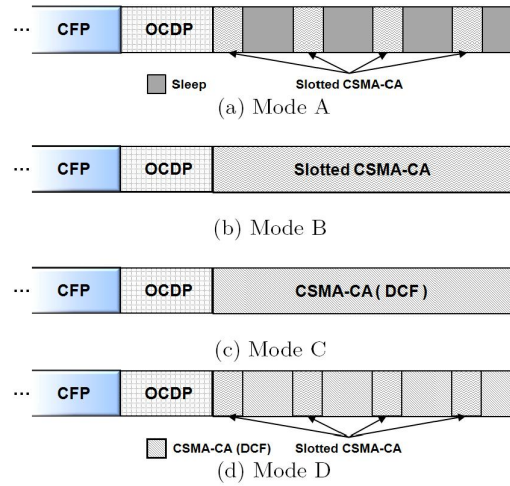 ... CFP OCDP
Sleep Slotted CSMA-CA
(a) Mode A
... CFP OCDP Slotted CSMA-CA
(b) Mode B
... CFP OCDP CSMA-CA ( DCF )
(c) Mode C
... CFP OCDP
CSMA-CA (DCF) Slotted CSMA-CA
(d) Mode D